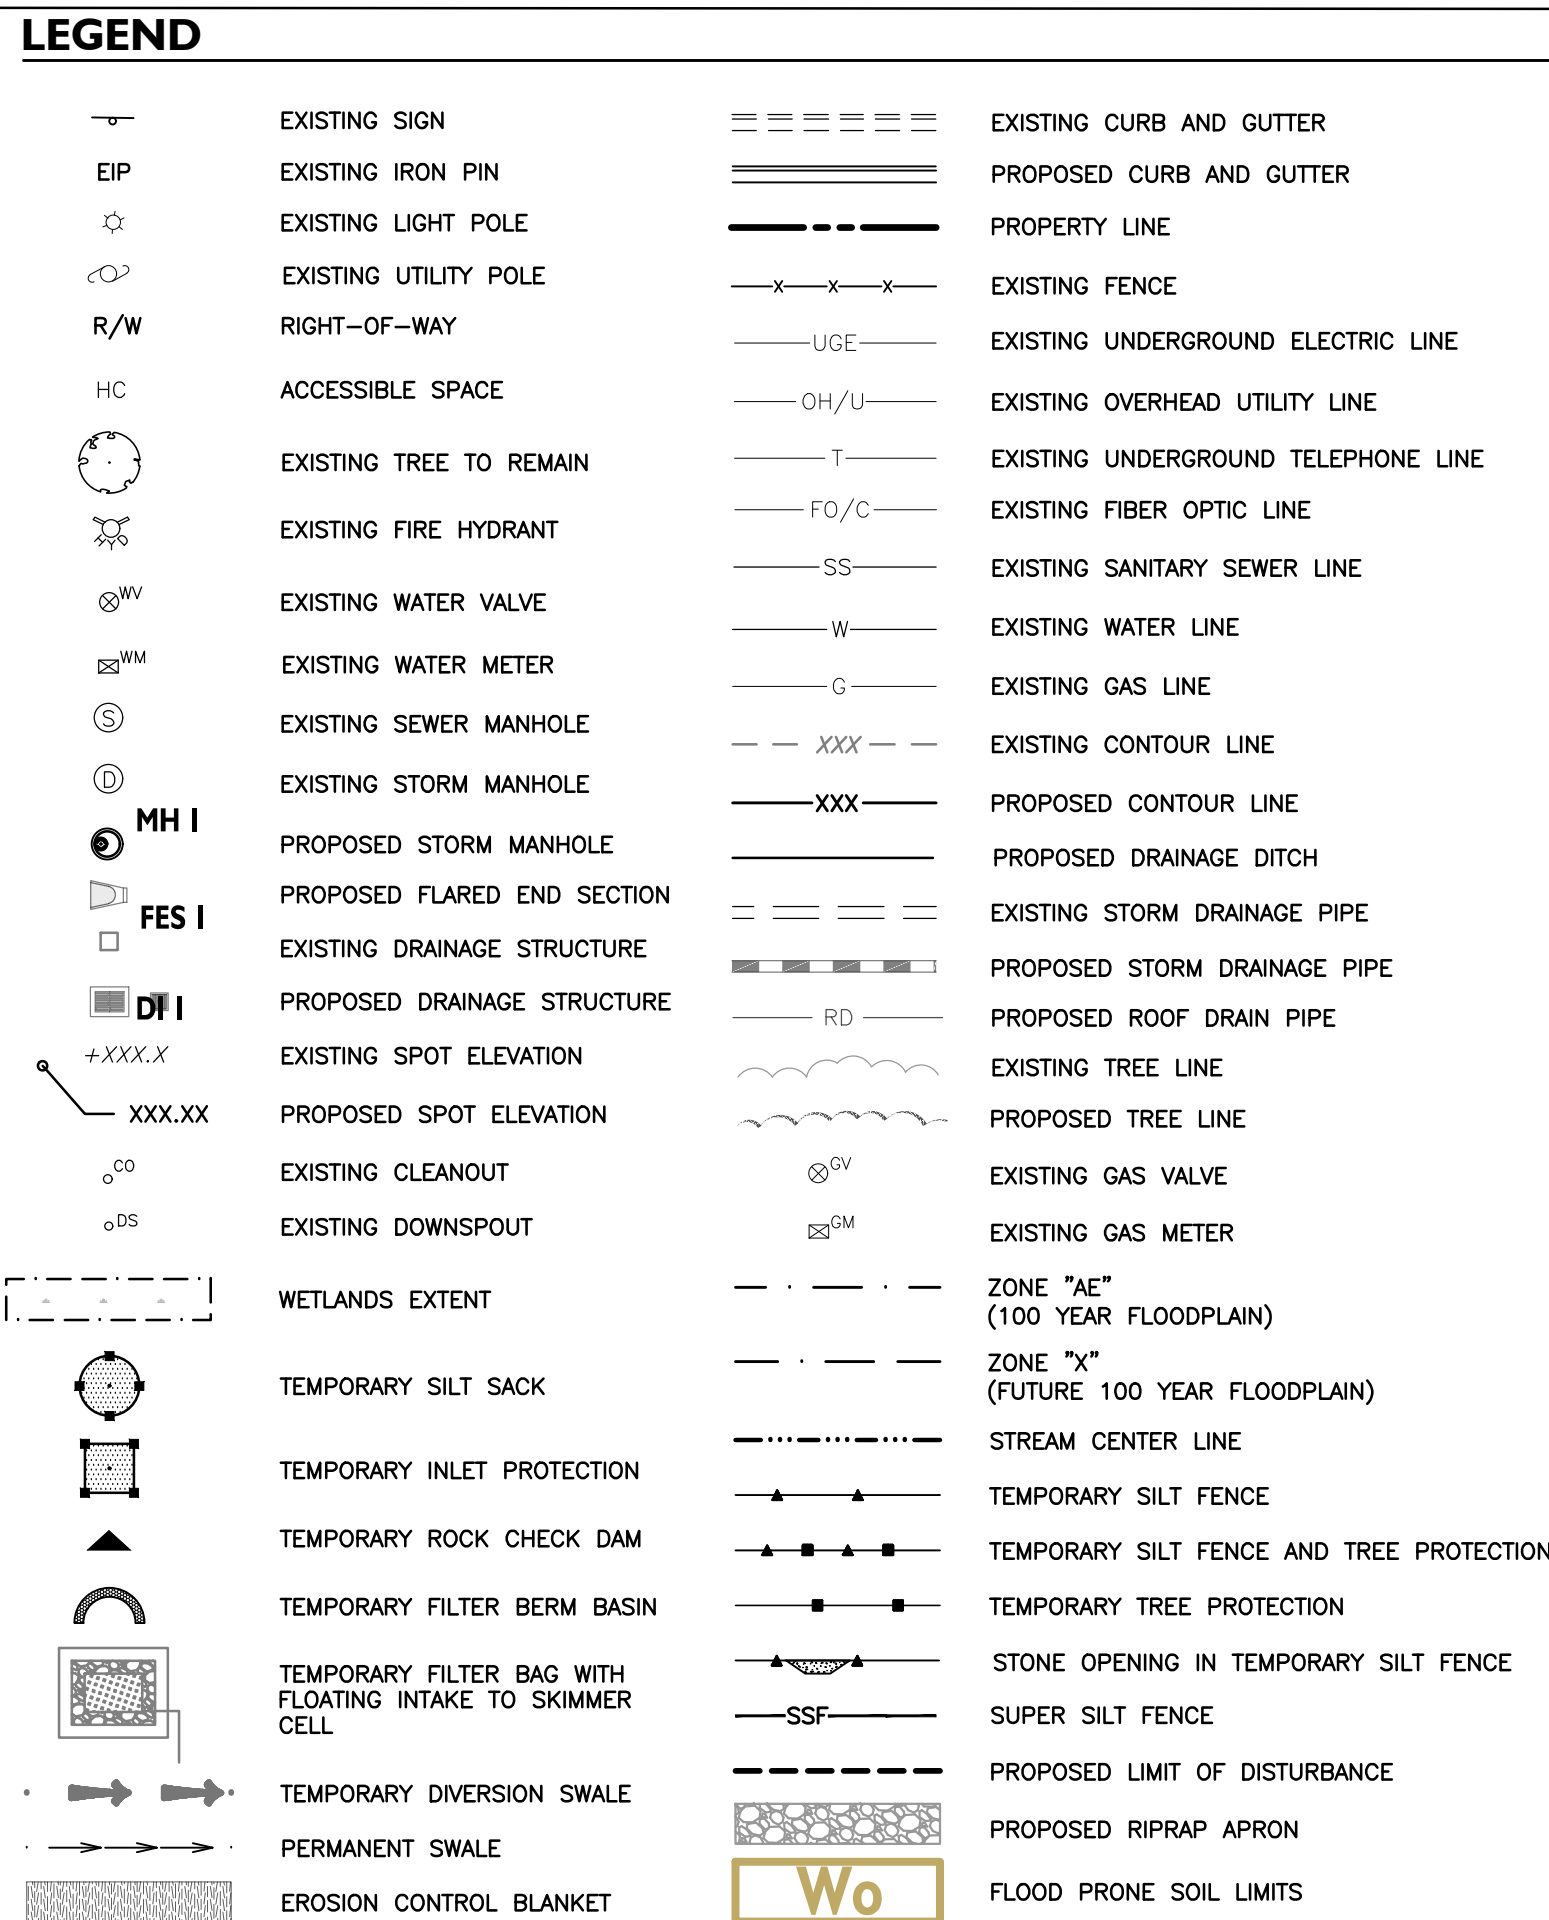 LEGEND
EXISTING SIGN
EIP EXISTING IRON PIN
EXISTING LIGHT POLE
EXISTING UTILITY POLE
R/W RIGHT-OF-WAY
HC ACCESSIBLE SPACE
EXISTING TREE TO REMAIN
HYD EXISTING FIRE HYDRANT
WV EXISTING WATER VALVE
WM EXISTING WATER METER
S EXISTING SEWER MANHOLE
D EXISTING STORM MANHOLE
MH 1
PROPOSED STORM MANHOLE
PROPOSED FLARED END SECTION
FES 1
EXISTING DRAINAGE STRUCTURE
DI 1 PROPOSED DRAINAGE STRUCTURE
+XXX.X EXISTING SPOT ELEVATION
XXX.XX PROPOSED SPOT ELEVATION
CO EXISTING CLEANOUT
DS EXISTING DOWNSPOUT
WETLANDS EXTENT
TEMPORARY SILT SACK
TEMPORARY INLET PROTECTION
TEMPORARY ROCK CHECK DAM
TEMPORARY FILTER BERM BASIN
TEMPORARY FILTER BAG WITH
FLOATING INTAKE TO SKIMMER
CELL
TEMPORARY DIVERSION SWALE
PERMANENT SWALE
EROSION CONTROL BLANKET
EXISTING CURB AND GUTTER
PROPOSED CURB AND GUTTER
PROPERTY LINE
x x x EXISTING FENCE
UGE EXISTING UNDERGROUND ELECTRIC LINE
OH/U EXISTING OVERHEAD UTILITY LINE
T EXISTING UNDERGROUND TELEPHONE LINE
FO/C EXISTING FIBER OPTIC LINE
SS EXISTING SANITARY SEWER LINE
W EXISTING WATER LINE
G EXISTING GAS LINE
XXX EXISTING CONTOUR LINE
XXX PROPOSED CONTOUR LINE
PROPOSED DRAINAGE DITCH
EXISTING STORM DRAINAGE PIPE
PROPOSED STORM DRAINAGE PIPE
RD PROPOSED ROOF DRAIN PIPE
EXISTING TREE LINE
PROPOSED TREE LINE
GV EXISTING GAS VALVE
GM EXISTING GAS METER
ZONE "AE"
(100 YEAR FLOODPLAIN)
ZONE "X"
(FUTURE 100 YEAR FLOODPLAIN)
STREAM CENTER LINE
TEMPORARY SILT FENCE
TEMPORARY SILT FENCE AND TREE PROTECTION
TEMPORARY TREE PROTECTION
STONE OPENING IN TEMPORARY SILT FENCE
SSF SUPER SILT FENCE
PROPOSED LIMIT OF DISTURBANCE
PROPOSED RIPRAP APRON
Wo FLOOD PRONE SOIL LIMITS